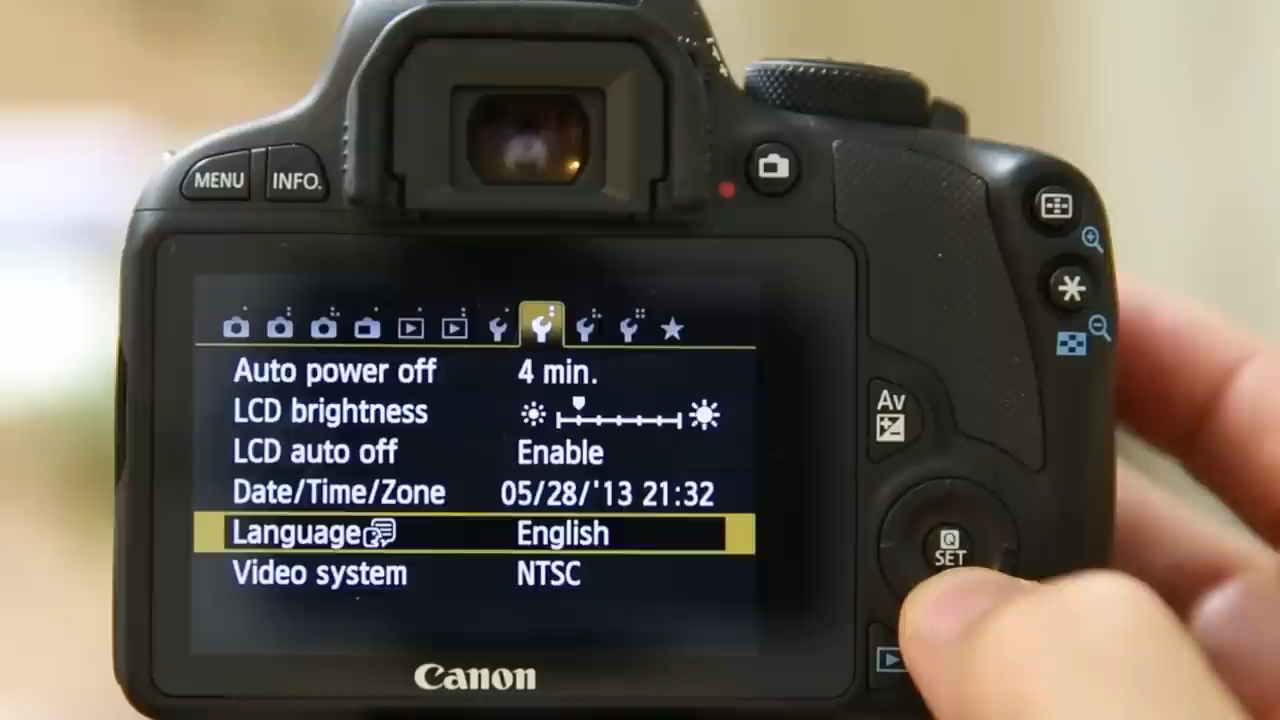 MENU INFO.
Auto power off 4 min.
LCD brightness
LCD auto off Enable
Date/Time/Zone 05/28/'13 21:32
Language English
Video system NTSC
Av
Q
SET
Canon